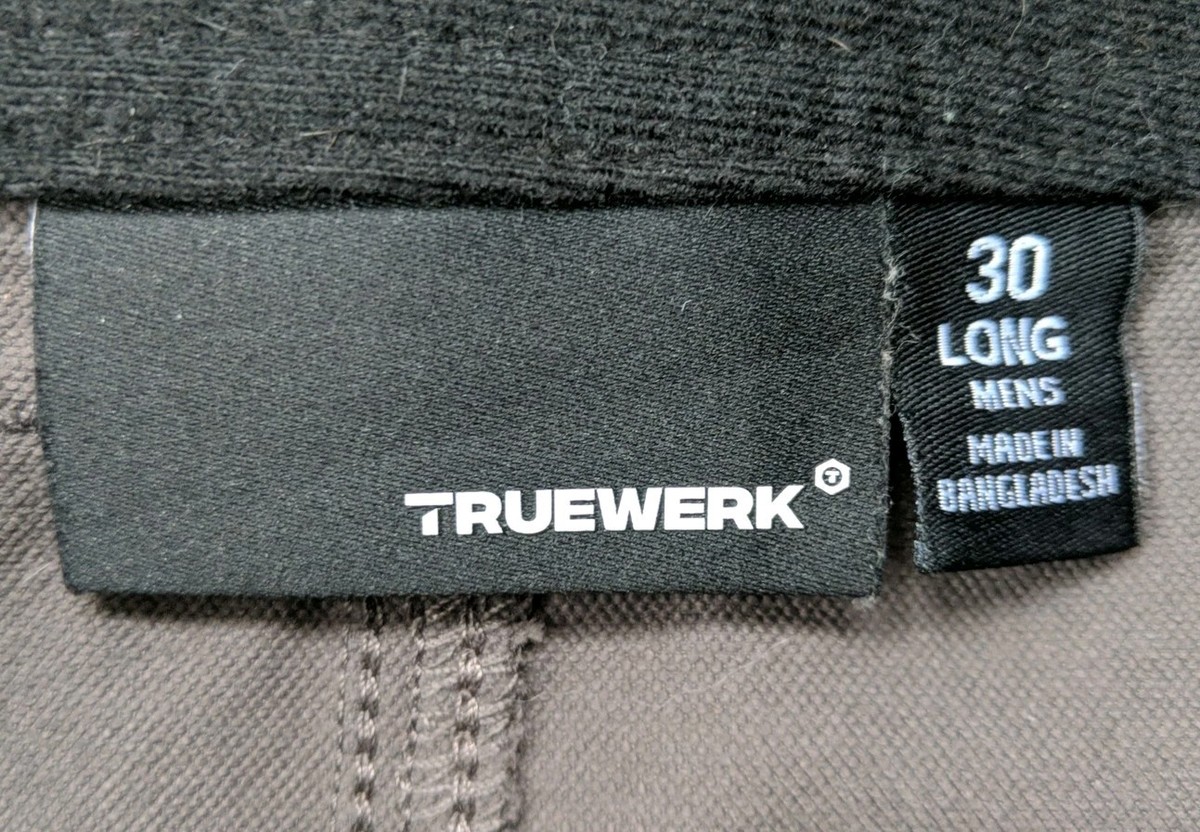 TRUEWERK
30
LONG
MENS
MADE IN
BANGLADESH